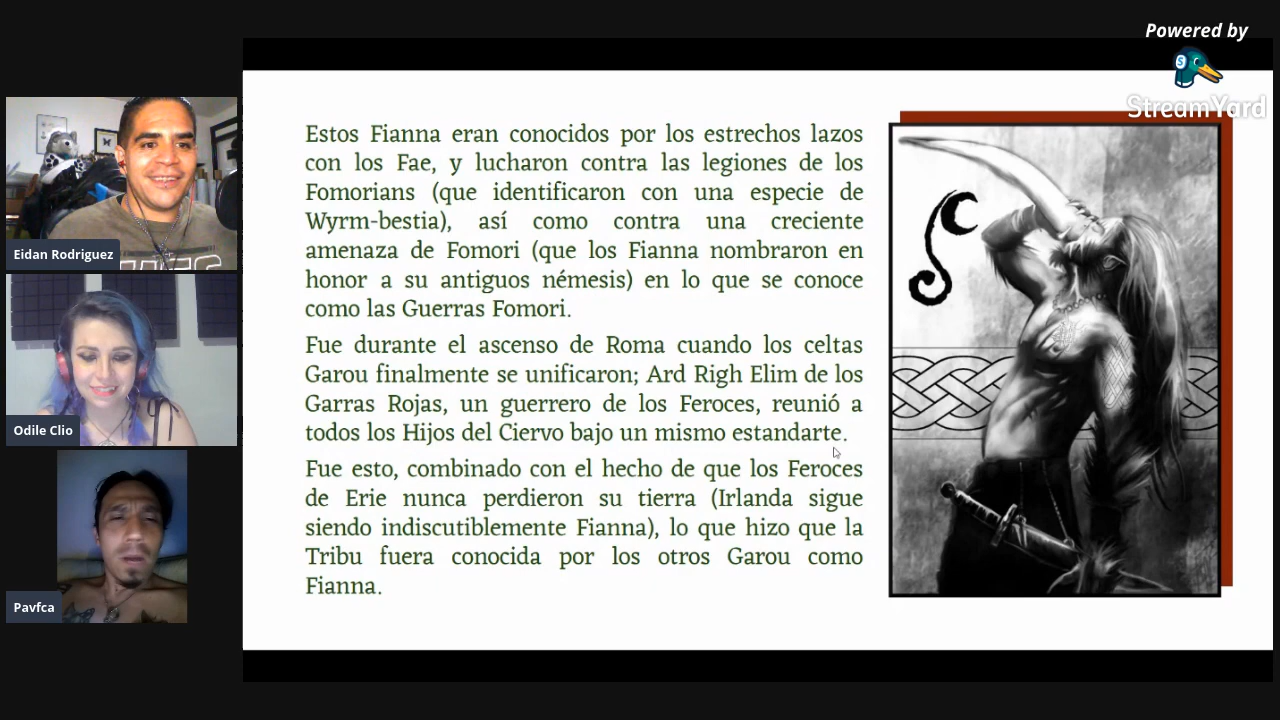 Powered by
StreamYard
Eidan Rodriguez
Odile Clio
Pavfca
Estos Fianna eran conocidos por los estrechos lazos
con los Fae, y lucharon contra las legiones de los
Fomorians (que identificaron con una especie de
Wyrm-bestia), así como contra una creciente
amenaza de Fomori (que los Fianna nombraron en
honor a su antiguos némesis) en lo que se conoce
como las Guerras Fomori.
Fue durante el ascenso de Roma cuando los celtas
Garou finalmente se unificaron; Ard Righ Elim de los
Garras Rojas, un guerrero de los Feroces, reunió a
todos los Hijos del Ciervo bajo un mismo estandarte.
Fue esto, combinado con el hecho de que los Feroces
de Erie nunca perdieron su tierra (Irlanda sigue
siendo indiscutiblemente Fianna), lo que hizo que la
Tribu fuera conocida por los otros Garou como
Fianna.